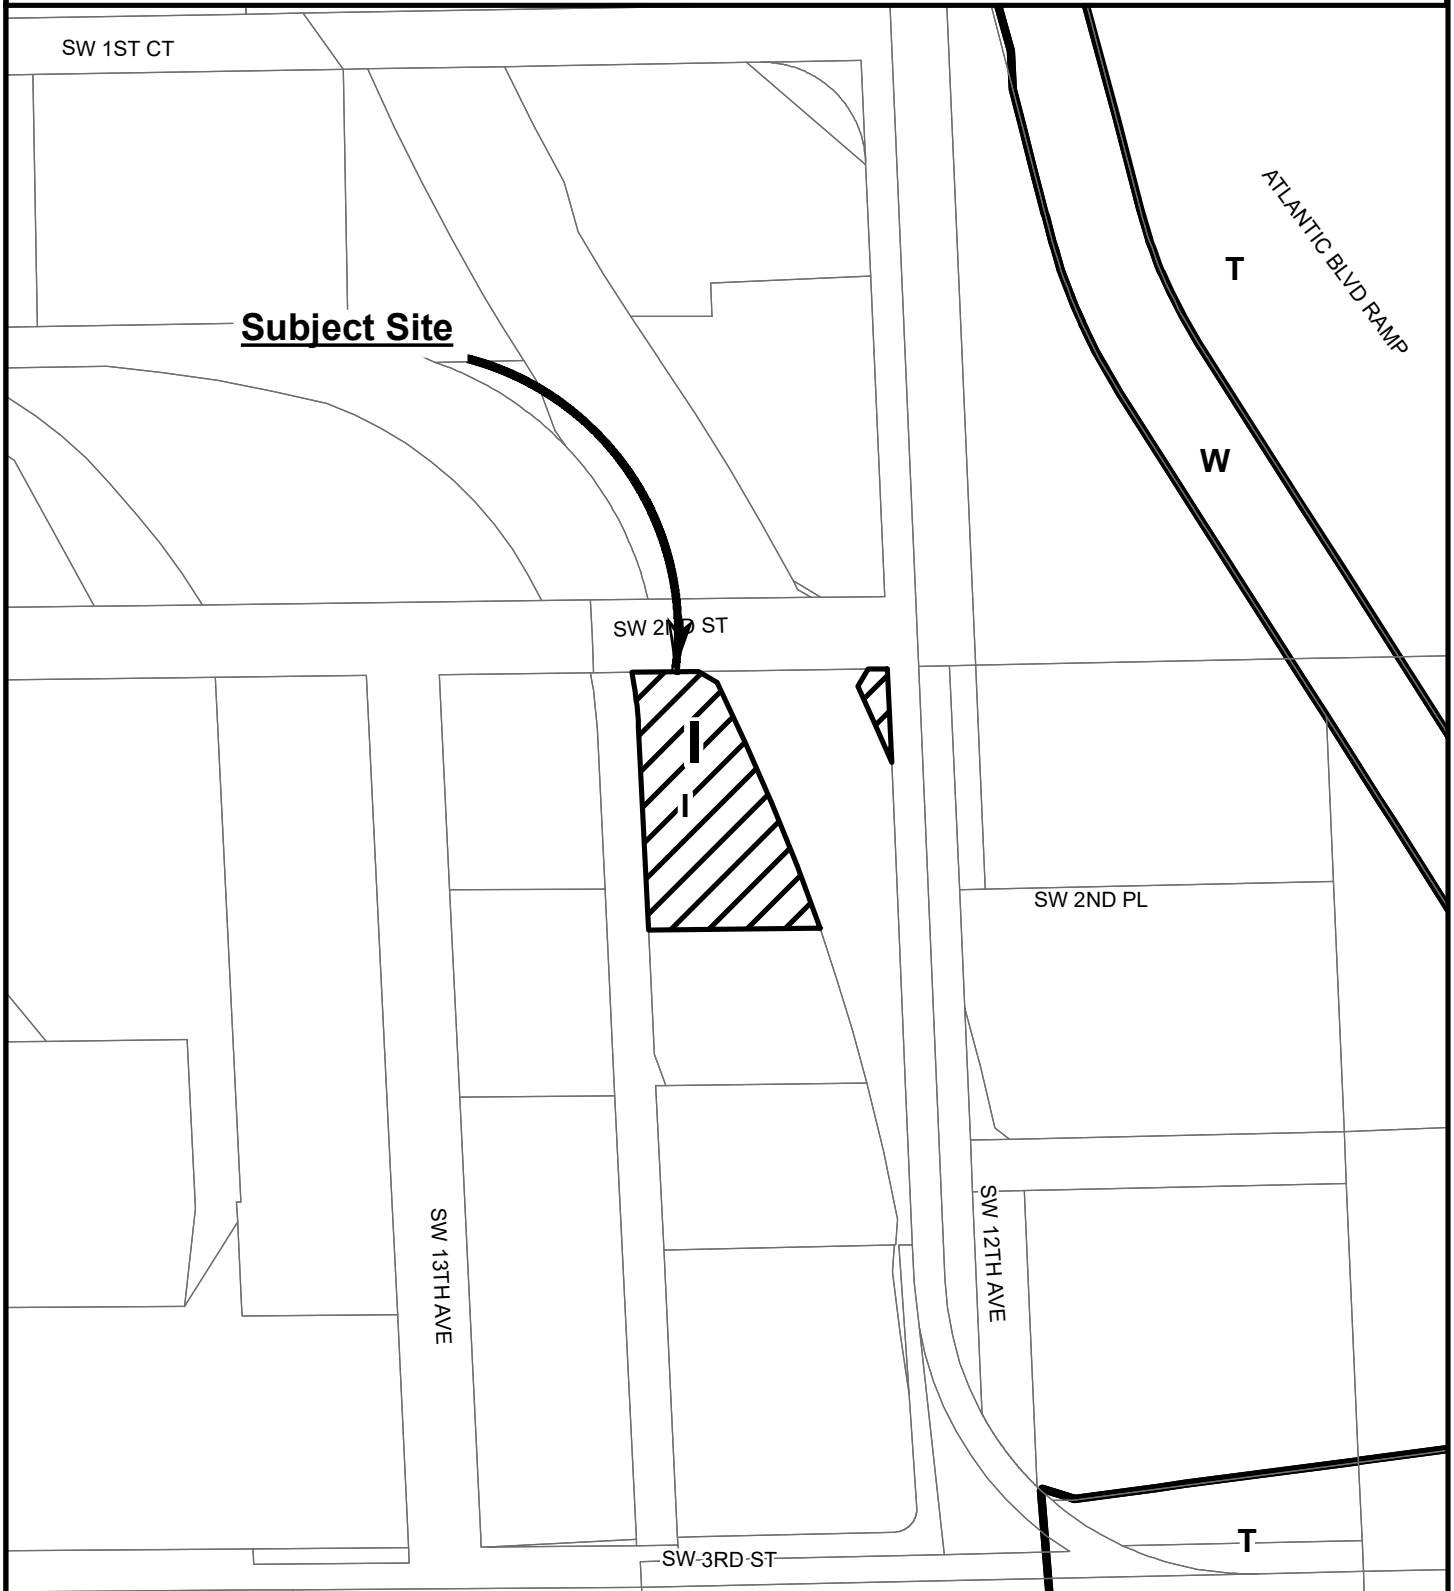 SW 1ST CT
ATLANTIC BLVD RAMP
T
Subject Site
W
SW 2ND ST
I
I
SW 2ND PL
SW 13TH AVE
SW 12TH AVE
T
SW 3RD ST